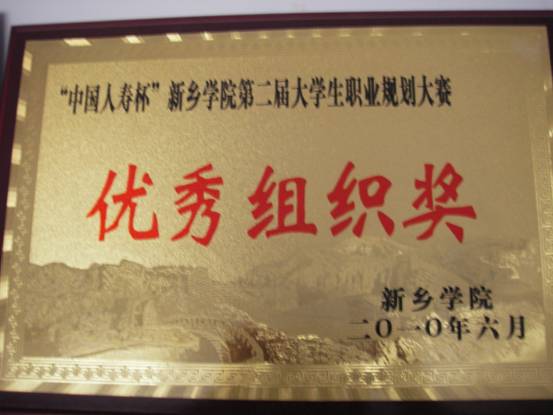 “中国人寿杯”新乡学院第二届大学生职业规划大赛
优秀组织奖
新乡学院
二〇一〇年六月